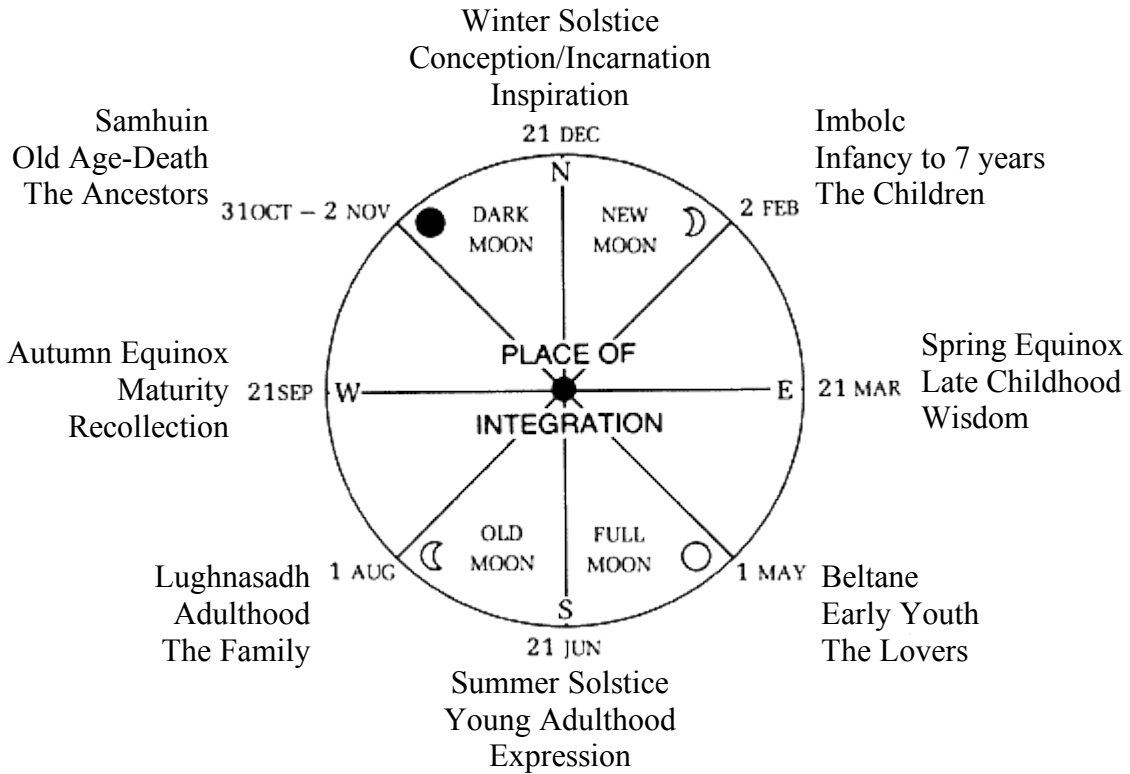 Winter Solstice
Conception/Incarnation
Inspiration
21 DEC
Samhuin
Old Age-Death
The Ancestors
31OCT – 2 NOV
Imbolc
Infancy to 7 years
The Children
2 FEB
N
DARK
MOON
NEW
MOON
Autumn Equinox
Maturity
Recollection
21SEP
W
PLACE OF
INTEGRATION
E
21 MAR
Spring Equinox
Late Childhood
Wisdom
OLD
MOON
FULL
MOON
S
Lughnasadh
Adulthood
The Family
1 AUG
1 MAY
Beltane
Early Youth
The Lovers
21 JUN
Summer Solstice
Young Adulthood
Expression